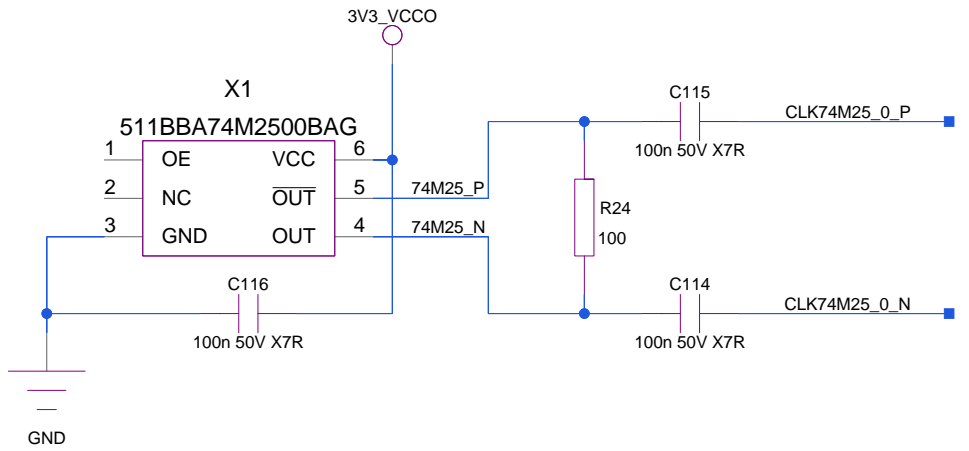 3V3_VCCO
X1
511BBA74M2500BAG
1 OE VCC 6
2 NC OUT 5
3 GND OUT 4
74M25_P
74M25_N
C115
100n 50V X7R
CLK74M25_0_P
R24
100
C116
100n 50V X7R
C114
100n 50V X7R
CLK74M25_0_N
GND